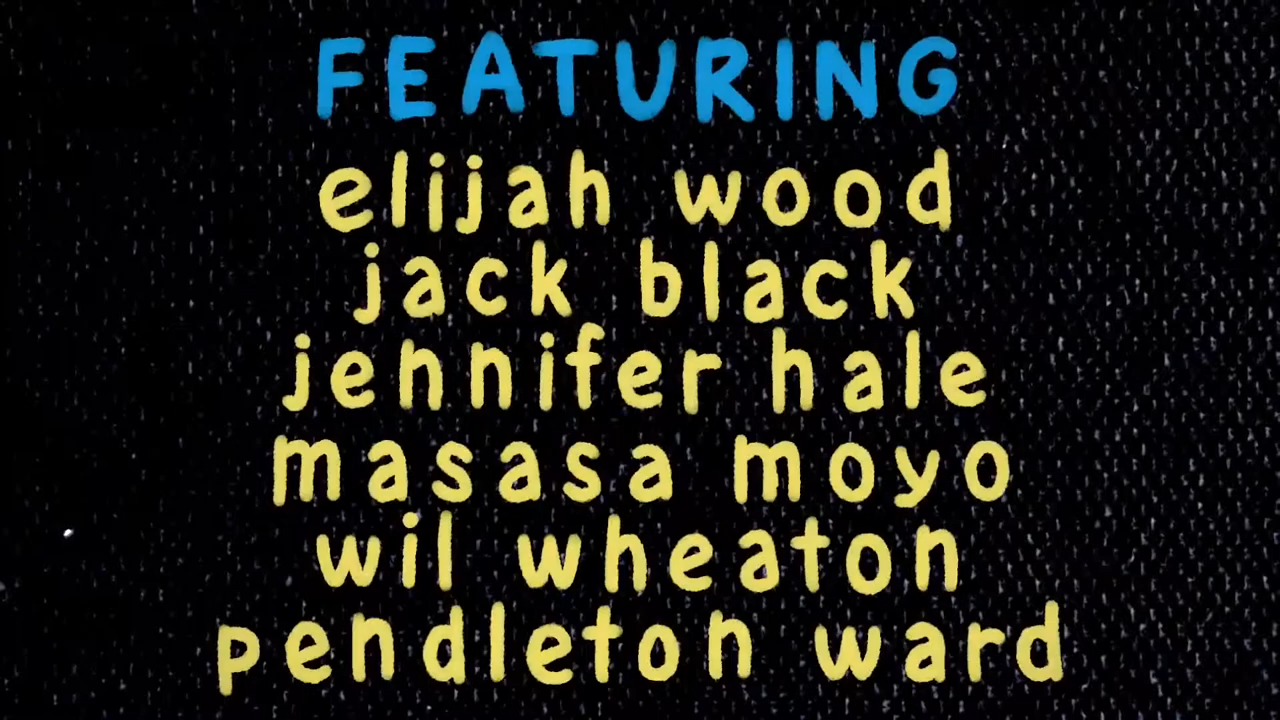 FEATURING
elijah wood
jack black
jennifer hale
masasa moyo
wil wheaton
pendleton ward